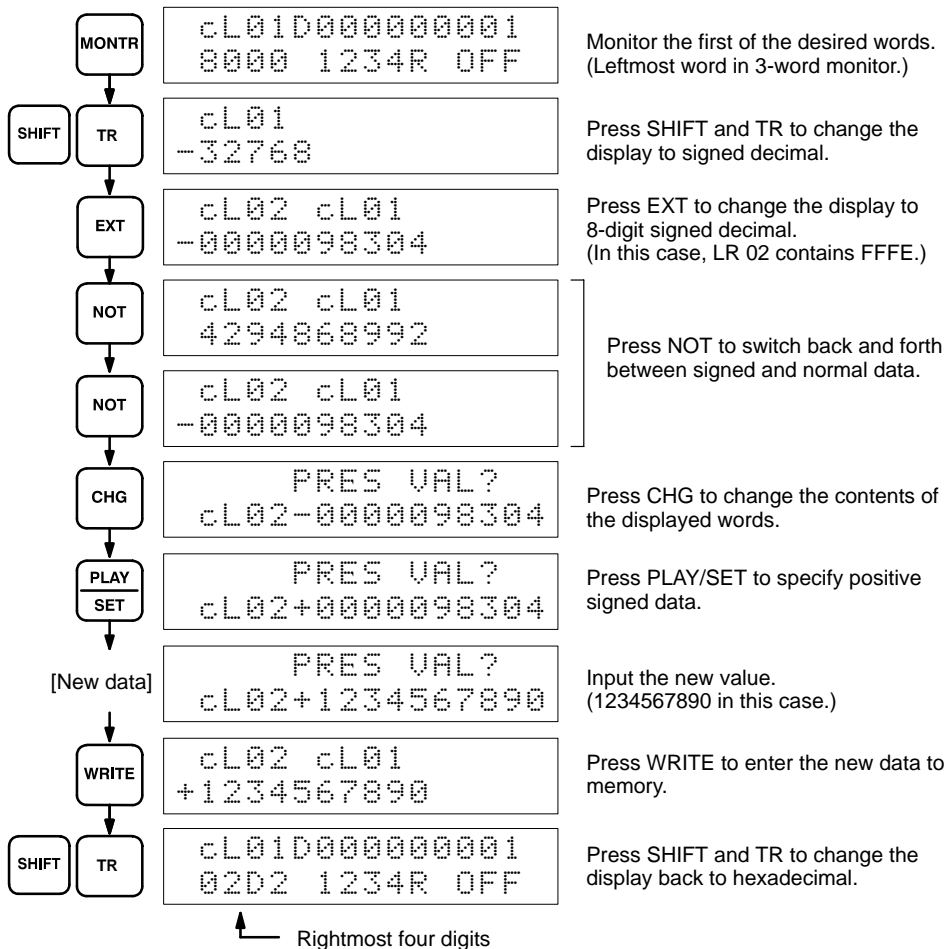 MONTR
cL01D000000001
8000 1234R OFF
Monitor the first of the desired words.
(Leftmost word in 3-word monitor.)
SHIFT
TR
cL01
-32768
Press SHIFT and TR to change the
display to signed decimal.
EXT
cL02 cL01
-0000098304
Press EXT to change the display to
8-digit signed decimal.
(In this case, LR 02 contains FFFE.)
NOT
cL02 cL01
4294868992
NOT
cL02 cL01
-0000098304
Press NOT to switch back and forth
between signed and normal data.
CHG
PRES VAL?
cL02-0000098304
Press CHG to change the contents of
the displayed words.
PLAY
SET
PRES VAL?
cL02+0000098304
Press PLAY/SET to specify positive
signed data.
[New data]
PRES VAL?
cL02+1234567890
Input the new value.
(1234567890 in this case.)
WRITE
cL02 cL01
+1234567890
Press WRITE to enter the new data to
memory.
SHIFT
TR
cL01D000000001
02D2 1234R OFF
Press SHIFT and TR to change the
display back to hexadecimal.
Rightmost four digits